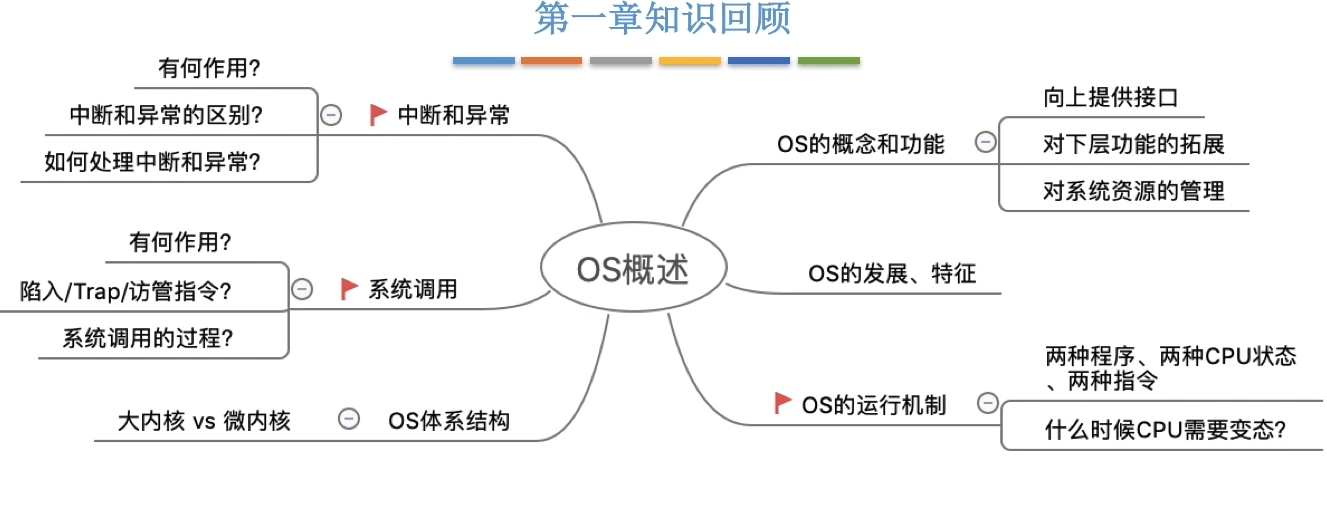 第一章知识回顾
有何作用?
中断和异常的区别?
如何处理中断和异常?
中断和异常
有何作用?
陷入/Trap/访管指令?
系统调用的过程?
系统调用
大内核 vs 微内核
OS体系结构
OS概述
OS的概念和功能
向上提供接口
对下层功能的拓展
对系统资源的管理
OS的发展、特征
OS的运行机制
两种程序、两种CPU状态
、两种指令
什么时候CPU需要变态?